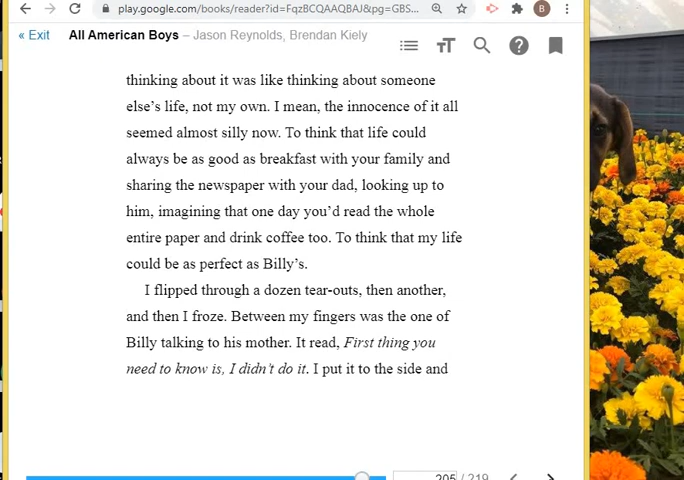 play.google.com/books/reader?id=FqzBCQAAQBAJ&pg=GBS...
B
« Exit All American Boys – Jason Reynolds, Brendan Kiely
thinking about it was like thinking about someone
else’s life, not my own. I mean, the innocence of it all
seemed almost silly now. To think that life could
always be as good as breakfast with your family and
sharing the newspaper with your dad, looking up to
him, imagining that one day you’d read the whole
entire paper and drink coffee too. To think that my life
could be as perfect as Billy’s.
I flipped through a dozen tear-outs, then another,
and then I froze. Between my fingers was the one of
Billy talking to his mother. It read, First thing you
need to know is, I didn’t do it. I put it to the side and
205 / 219